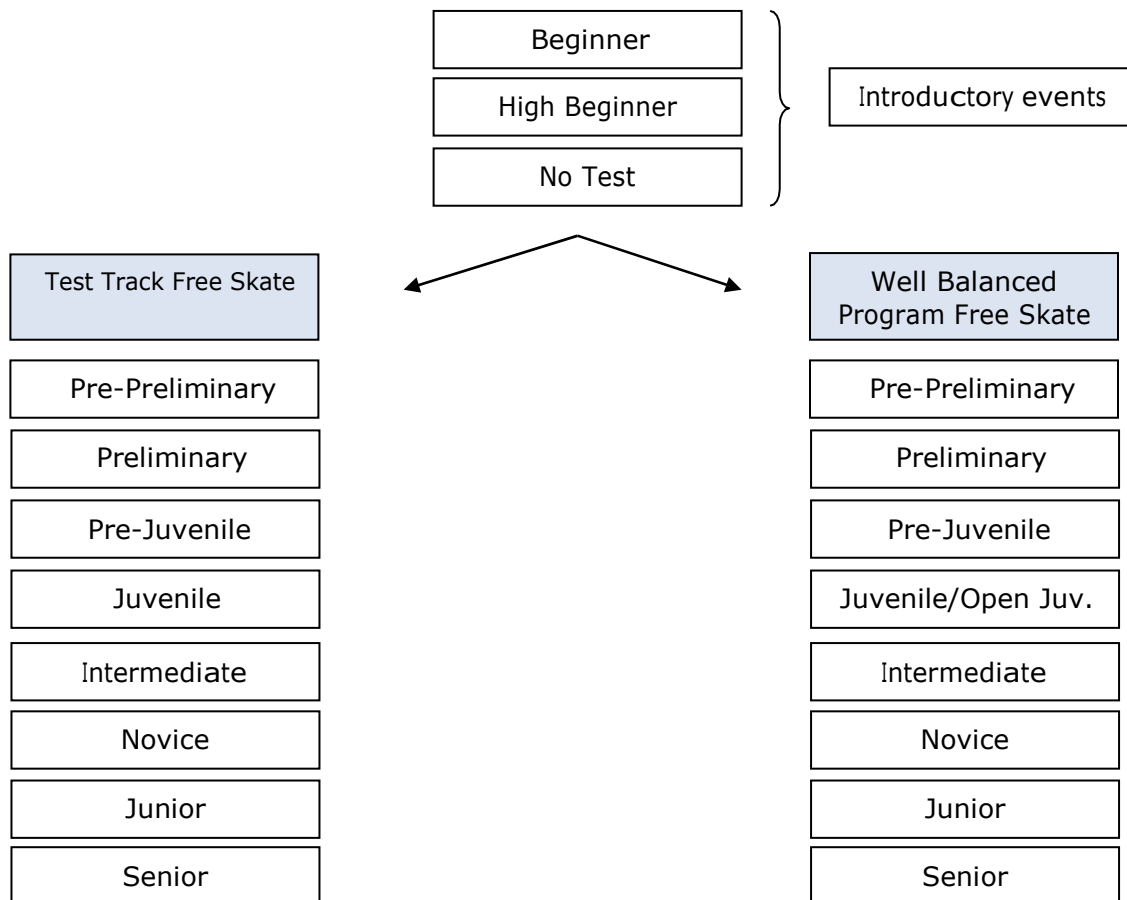 Beginner
High Beginner
Introductory events
No Test
Test Track Free Skate
Well Balanced
Program Free Skate
Pre-Preliminary
Preliminary
Pre-Juvenile
Juvenile
Intermediate
Novice
Junior
Senior
Pre-Preliminary
Preliminary
Pre-Juvenile
Juvenile/Open Juv.
Intermediate
Novice
Junior
Senior